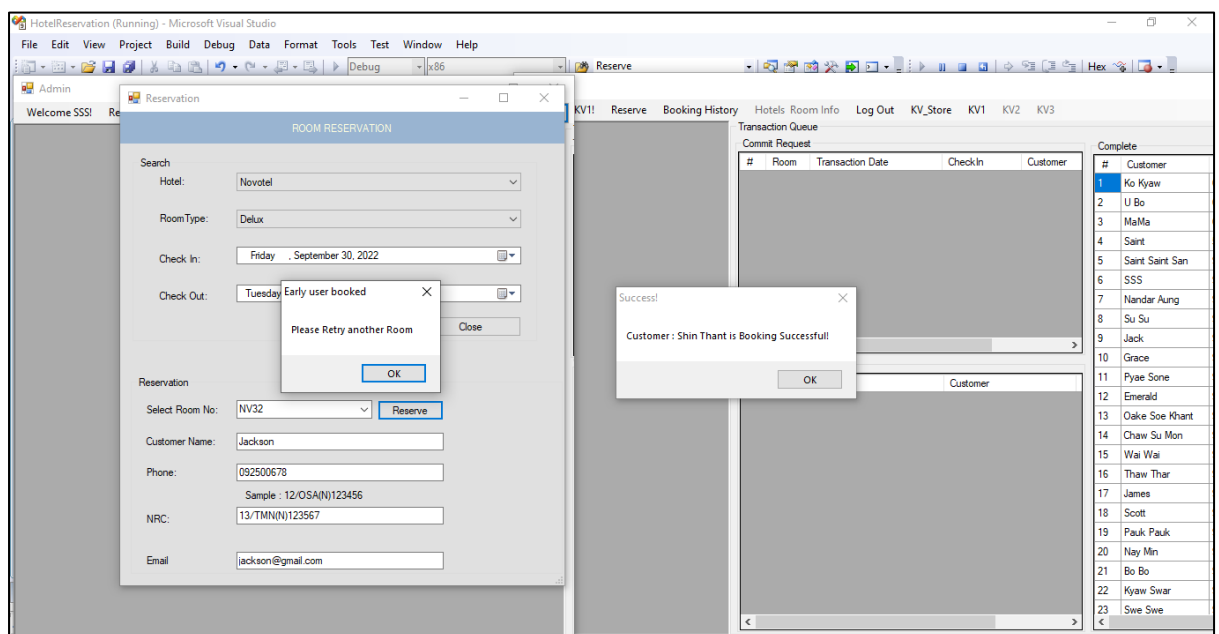 HotelReservation (Running) - Microsoft Visual Studio
File Edit View Project Build Debug Data Format Tools Test Window Help
Debug x86 Reserve Hex
Admin
Welcome SSS! Re KV1! Reserve Booking History Hotels Room Info Log Out KV_Store KV1 KV2 KV3
Reservation
ROOM RESERVATION
Search
Hotel: Novotel
RoomType: Delux
Check In: Friday , September 30, 2022
Check Out: Tuesday
Close
Early user booked
Please Retry another Room
OK
Reservation
Select Room No: NV32 Reserve
Customer Name: Jackson
Phone: 092500678
Sample : 12/OSA(N)123456
NRC: 13/TMN(N)123567
Email jackson@gmail.com
Success!
Customer : Shin Thant is Booking Successful!
OK
Transaction Queue
Commit Request
# Room Transaction Date CheckIn Customer
Customer
Complete
# Customer
1 Ko Kyaw
2 U Bo
3 MaMa
4 Saint
5 Saint Saint San
6 SSS
7 Nandar Aung
8 Su Su
9 Jack
10 Grace
11 Pyae Sone
12 Emerald
13 Oake Soe Khant
14 Chaw Su Mon
15 Wai Wai
16 Thaw Thar
17 James
18 Scott
19 Pauk Pauk
20 Nay Min
21 Bo Bo
22 Kyaw Swar
23 Swe Swe